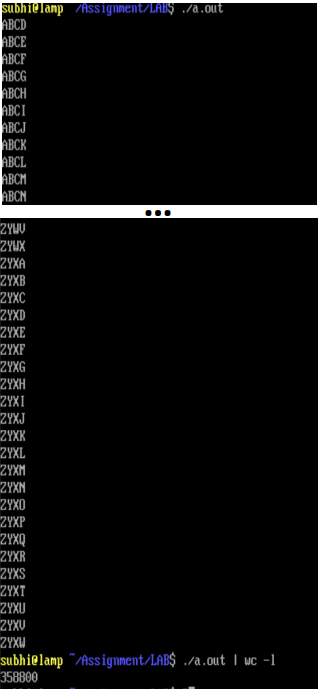 subhi@lamp ~/Assignment/LAB$ ./a.out
ABCD
ABCE
ABCF
ABCG
ABCH
ABCI
ABCJ
ABCK
ABCL
ABCM
ABCN
•••
ZYWV
ZYWX
ZYXA
ZYXB
ZYXC
ZYXD
ZYXE
ZYXF
ZYXG
ZYXH
ZYXI
ZYXJ
ZYXK
ZYXL
ZYXM
ZYXN
ZYXO
ZYXP
ZYXQ
ZYXR
ZYXS
ZYXT
ZYXU
ZYXV
ZYXW
subhi@lamp ~/Assignment/LAB$ ./a.out | wc -l
358800